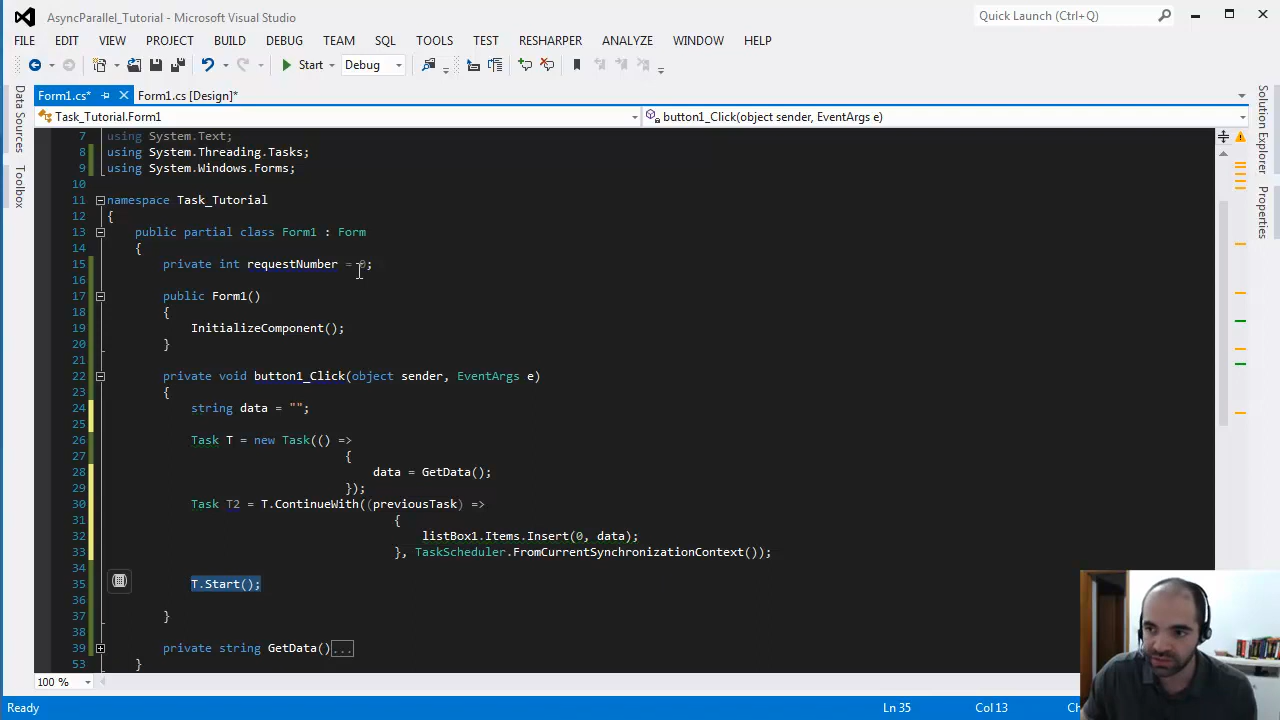 AsyncParallel_Tutorial - Microsoft Visual Studio
Quick Launch (Ctrl+Q)
FILE EDIT VIEW PROJECT BUILD DEBUG TEAM SQL TOOLS TEST RESHARPER ANALYZE WINDOW HELP
Start Debug
Form1.cs* Form1.cs [Design]*
Task_Tutorial.Form1 button1_Click(object sender, EventArgs e)
Data Sources
Toolbox
Solution Explorer
Properties
7 using System.Text;
8 using System.Threading.Tasks;
9 using System.Windows.Forms;
10
11 namespace Task_Tutorial
12 {
13 public partial class Form1 : Form
14 {
15 private int requestNumber = 0;
16
17 public Form1()
18 {
19 InitializeComponent();
20 }
21
22 private void button1_Click(object sender, EventArgs e)
23 {
24 string data = "";
25
26 Task T = new Task(() =>
27 {
28 data = GetData();
29 });
30 Task T2 = T.ContinueWith((previousTask) =>
31 {
32 listBox1.Items.Insert(0, data);
33 }, TaskScheduler.FromCurrentSynchronizationContext());
34
35 T.Start();
36
37 }
38
39 private string GetData()...
53 }
100 %
Ready Ln 35 Col 13